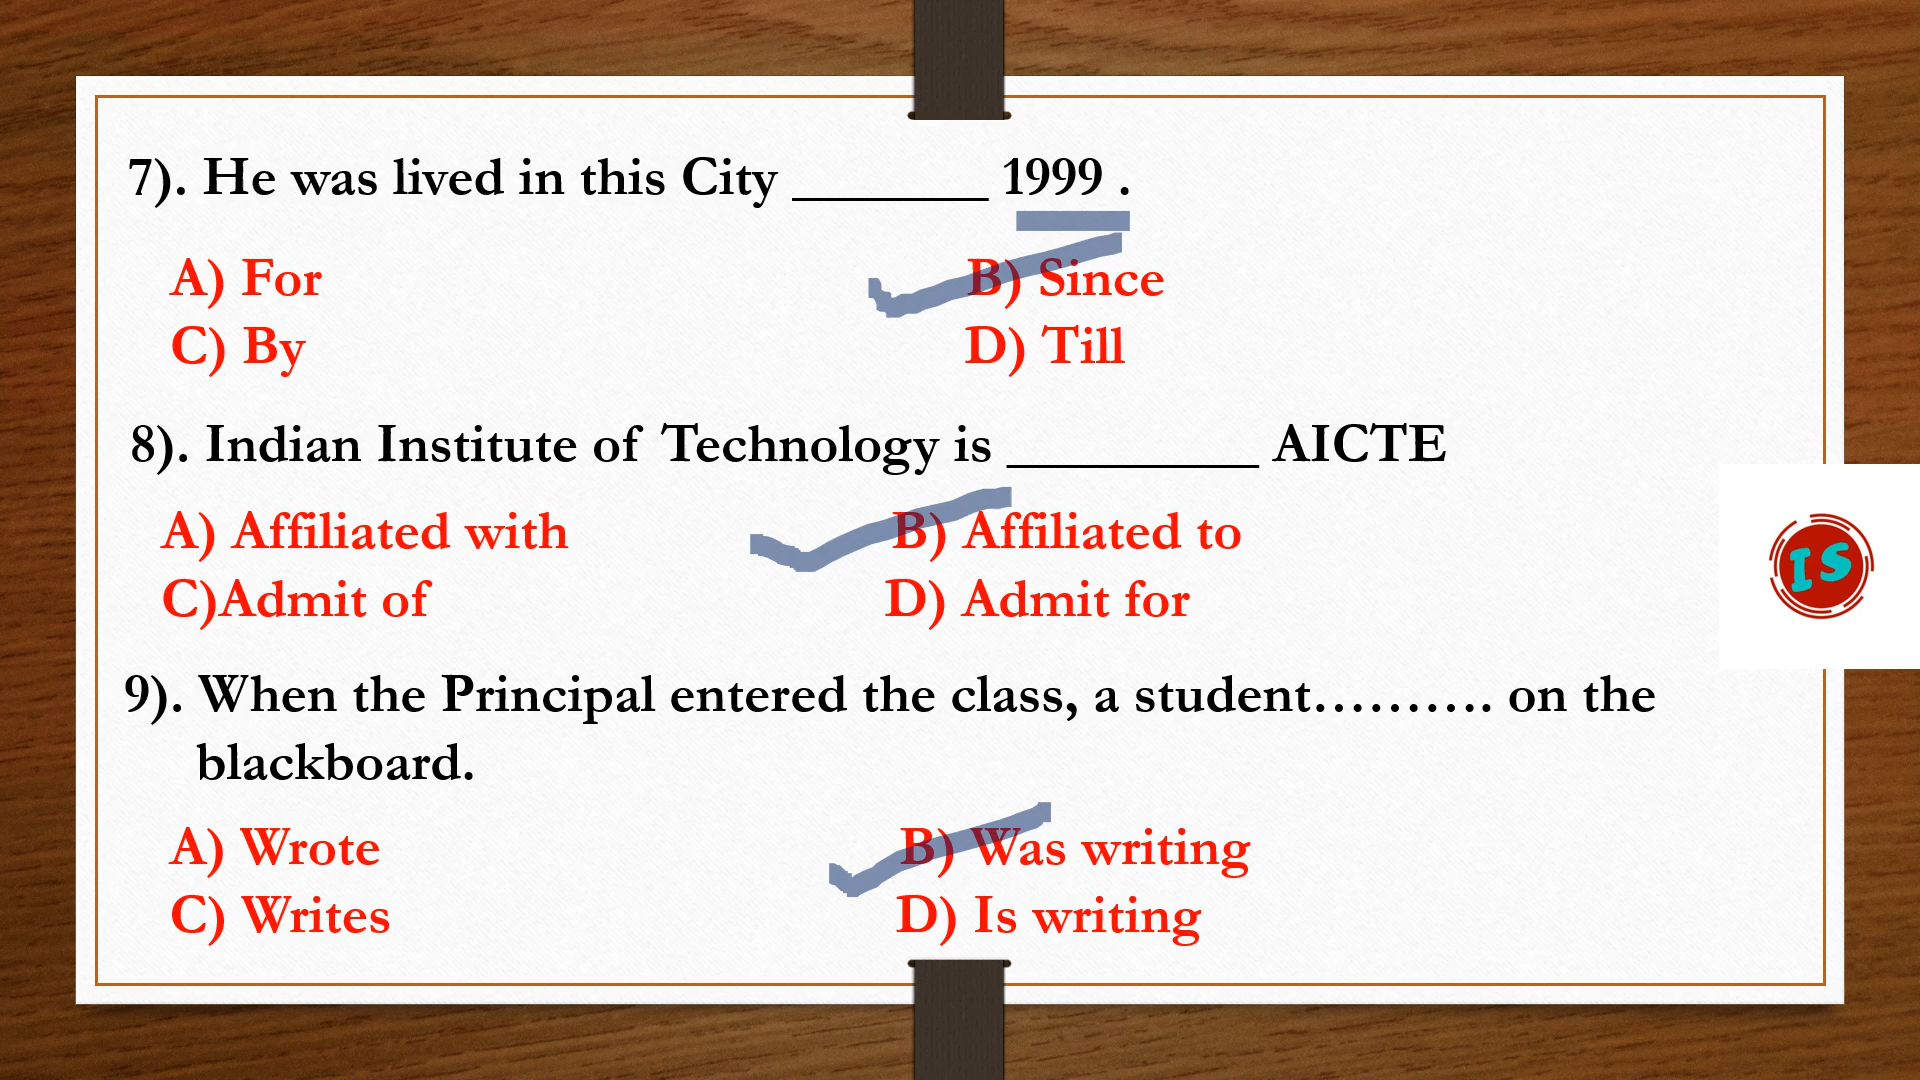 7). He was lived in this City _______ 1999 .
A) For B) Since
C) By D) Till
8). Indian Institute of Technology is _________ AICTE
A) Affiliated with B) Affiliated to
C)Admit of D) Admit for
9). When the Principal entered the class, a student.......... on the
blackboard.
A) Wrote B) Was writing
C) Writes D) Is writing
IS